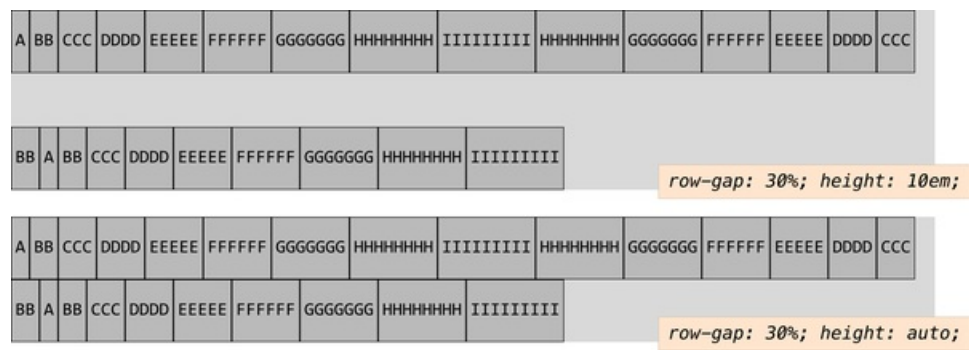 A BB CCC DDDD EEEEE FFFFFF GGGGGGG HHHHHHHH IIIIIIIII HHHHHHHH GGGGGGG FFFFFF EEEEE DDDD CCC
BB A BB CCC DDDD EEEEE FFFFFF GGGGGGG HHHHHHHH IIIIIIIII
row-gap: 30%; height: 10em;
A BB CCC DDDD EEEEE FFFFFF GGGGGGG HHHHHHHH IIIIIIIII HHHHHHHH GGGGGGG FFFFFF EEEEE DDDD CCC
BB A BB CCC DDDD EEEEE FFFFFF GGGGGGG HHHHHHHH IIIIIIIII
row-gap: 30%; height: auto;